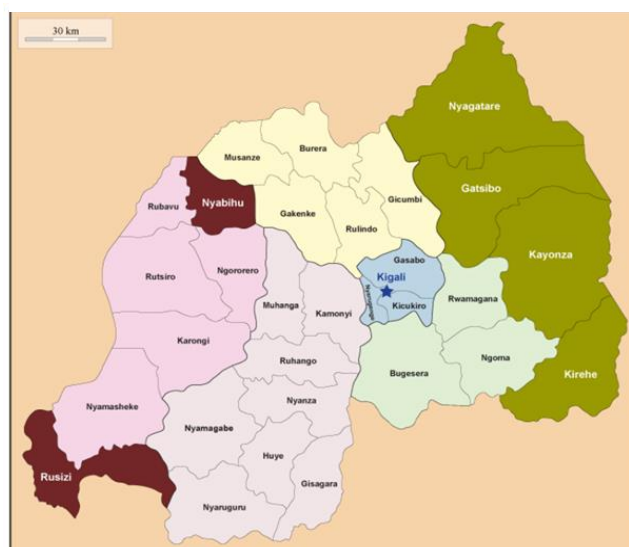 30 km
Nyagatare
Burera
Musanze
Gatsibo
Nyabihu
Rubavu
Gicumbi
Gakenke
Rulindo
Kayonza
Gasabo
Rutsiro
Ngororero
Kigali
Nyarugenge
Kicukiro
Rwamagana
Muhanga
Kamonyi
Karongi
Ruhango
Bugesera
Ngoma
Kirehe
Nyanza
Nyamasheke
Nyamagabe
Huye
Rusizi
Gisagara
Nyaruguru